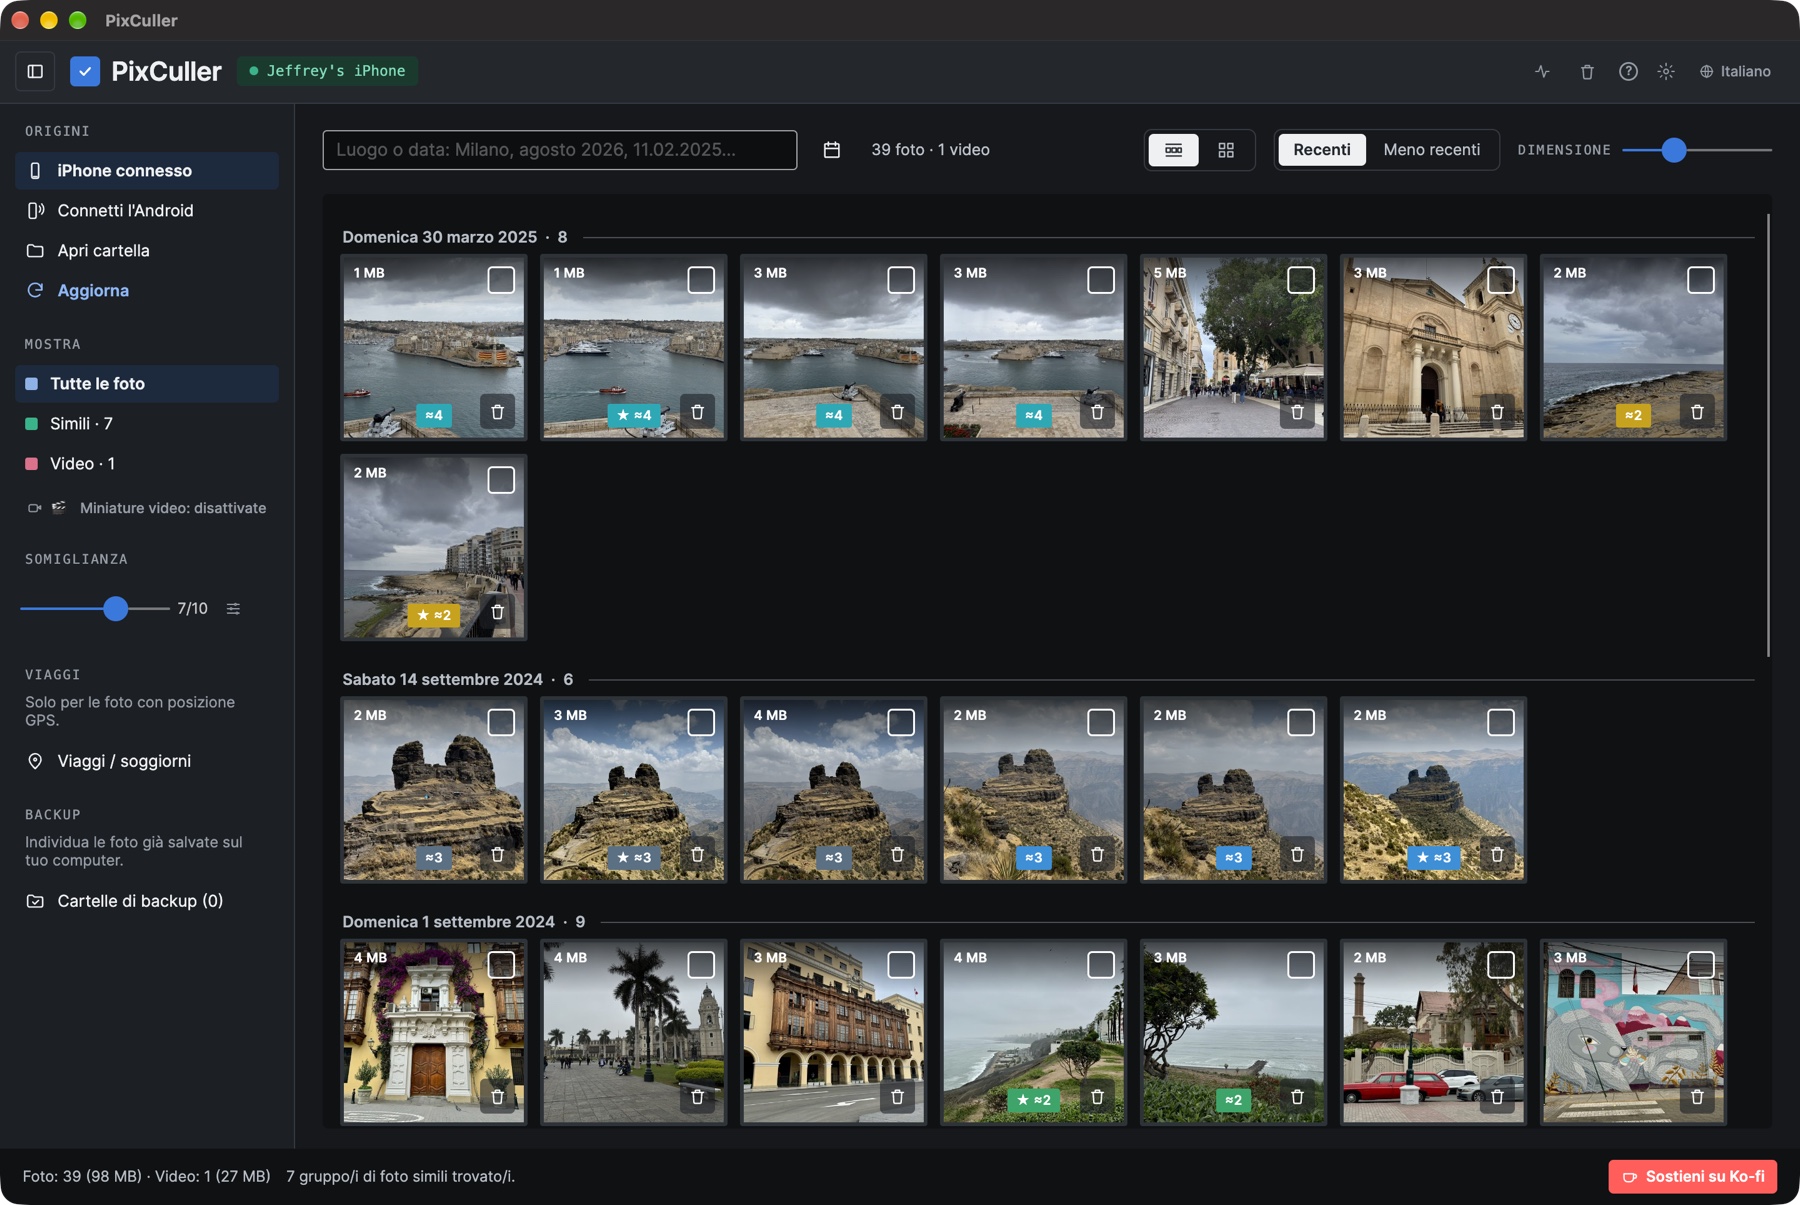 PixCuller
PixCuller
Jeffrey's iPhone
Italiano
ORIGINI
iPhone connesso
Connetti l'Android
Apri cartella
Aggiorna
MOSTRA
Tutte le foto
Simili · 7
Video · 1
Miniature video: disattivate
SOMIGLIANZA
7/10
VIAGGI
Solo per le foto con posizione
GPS.
Viaggi / soggiorni
BACKUP
Individua le foto già salvate sul
tuo computer.
Cartelle di backup (0)
Luogo o data: Milano, agosto 2026, 11.02.2025...
39 foto · 1 video
Recenti
Meno recenti
DIMENSIONE
Domenica 30 marzo 2025 · 8
1 MB
1 MB
3 MB
3 MB
5 MB
3 MB
2 MB
≈4
★ ≈4
≈4
≈4
≈2
2 MB
★ ≈2
Sabato 14 settembre 2024 · 6
2 MB
3 MB
4 MB
2 MB
2 MB
2 MB
≈3
★ ≈3
≈3
≈3
≈3
★ ≈3
Domenica 1 settembre 2024 · 9
4 MB
4 MB
3 MB
4 MB
3 MB
2 MB
3 MB
★ ≈2
≈2
Foto: 39 (98 MB) · Video: 1 (27 MB)
7 gruppo/i di foto simili trovato/i.
Sostieni su Ko-fi